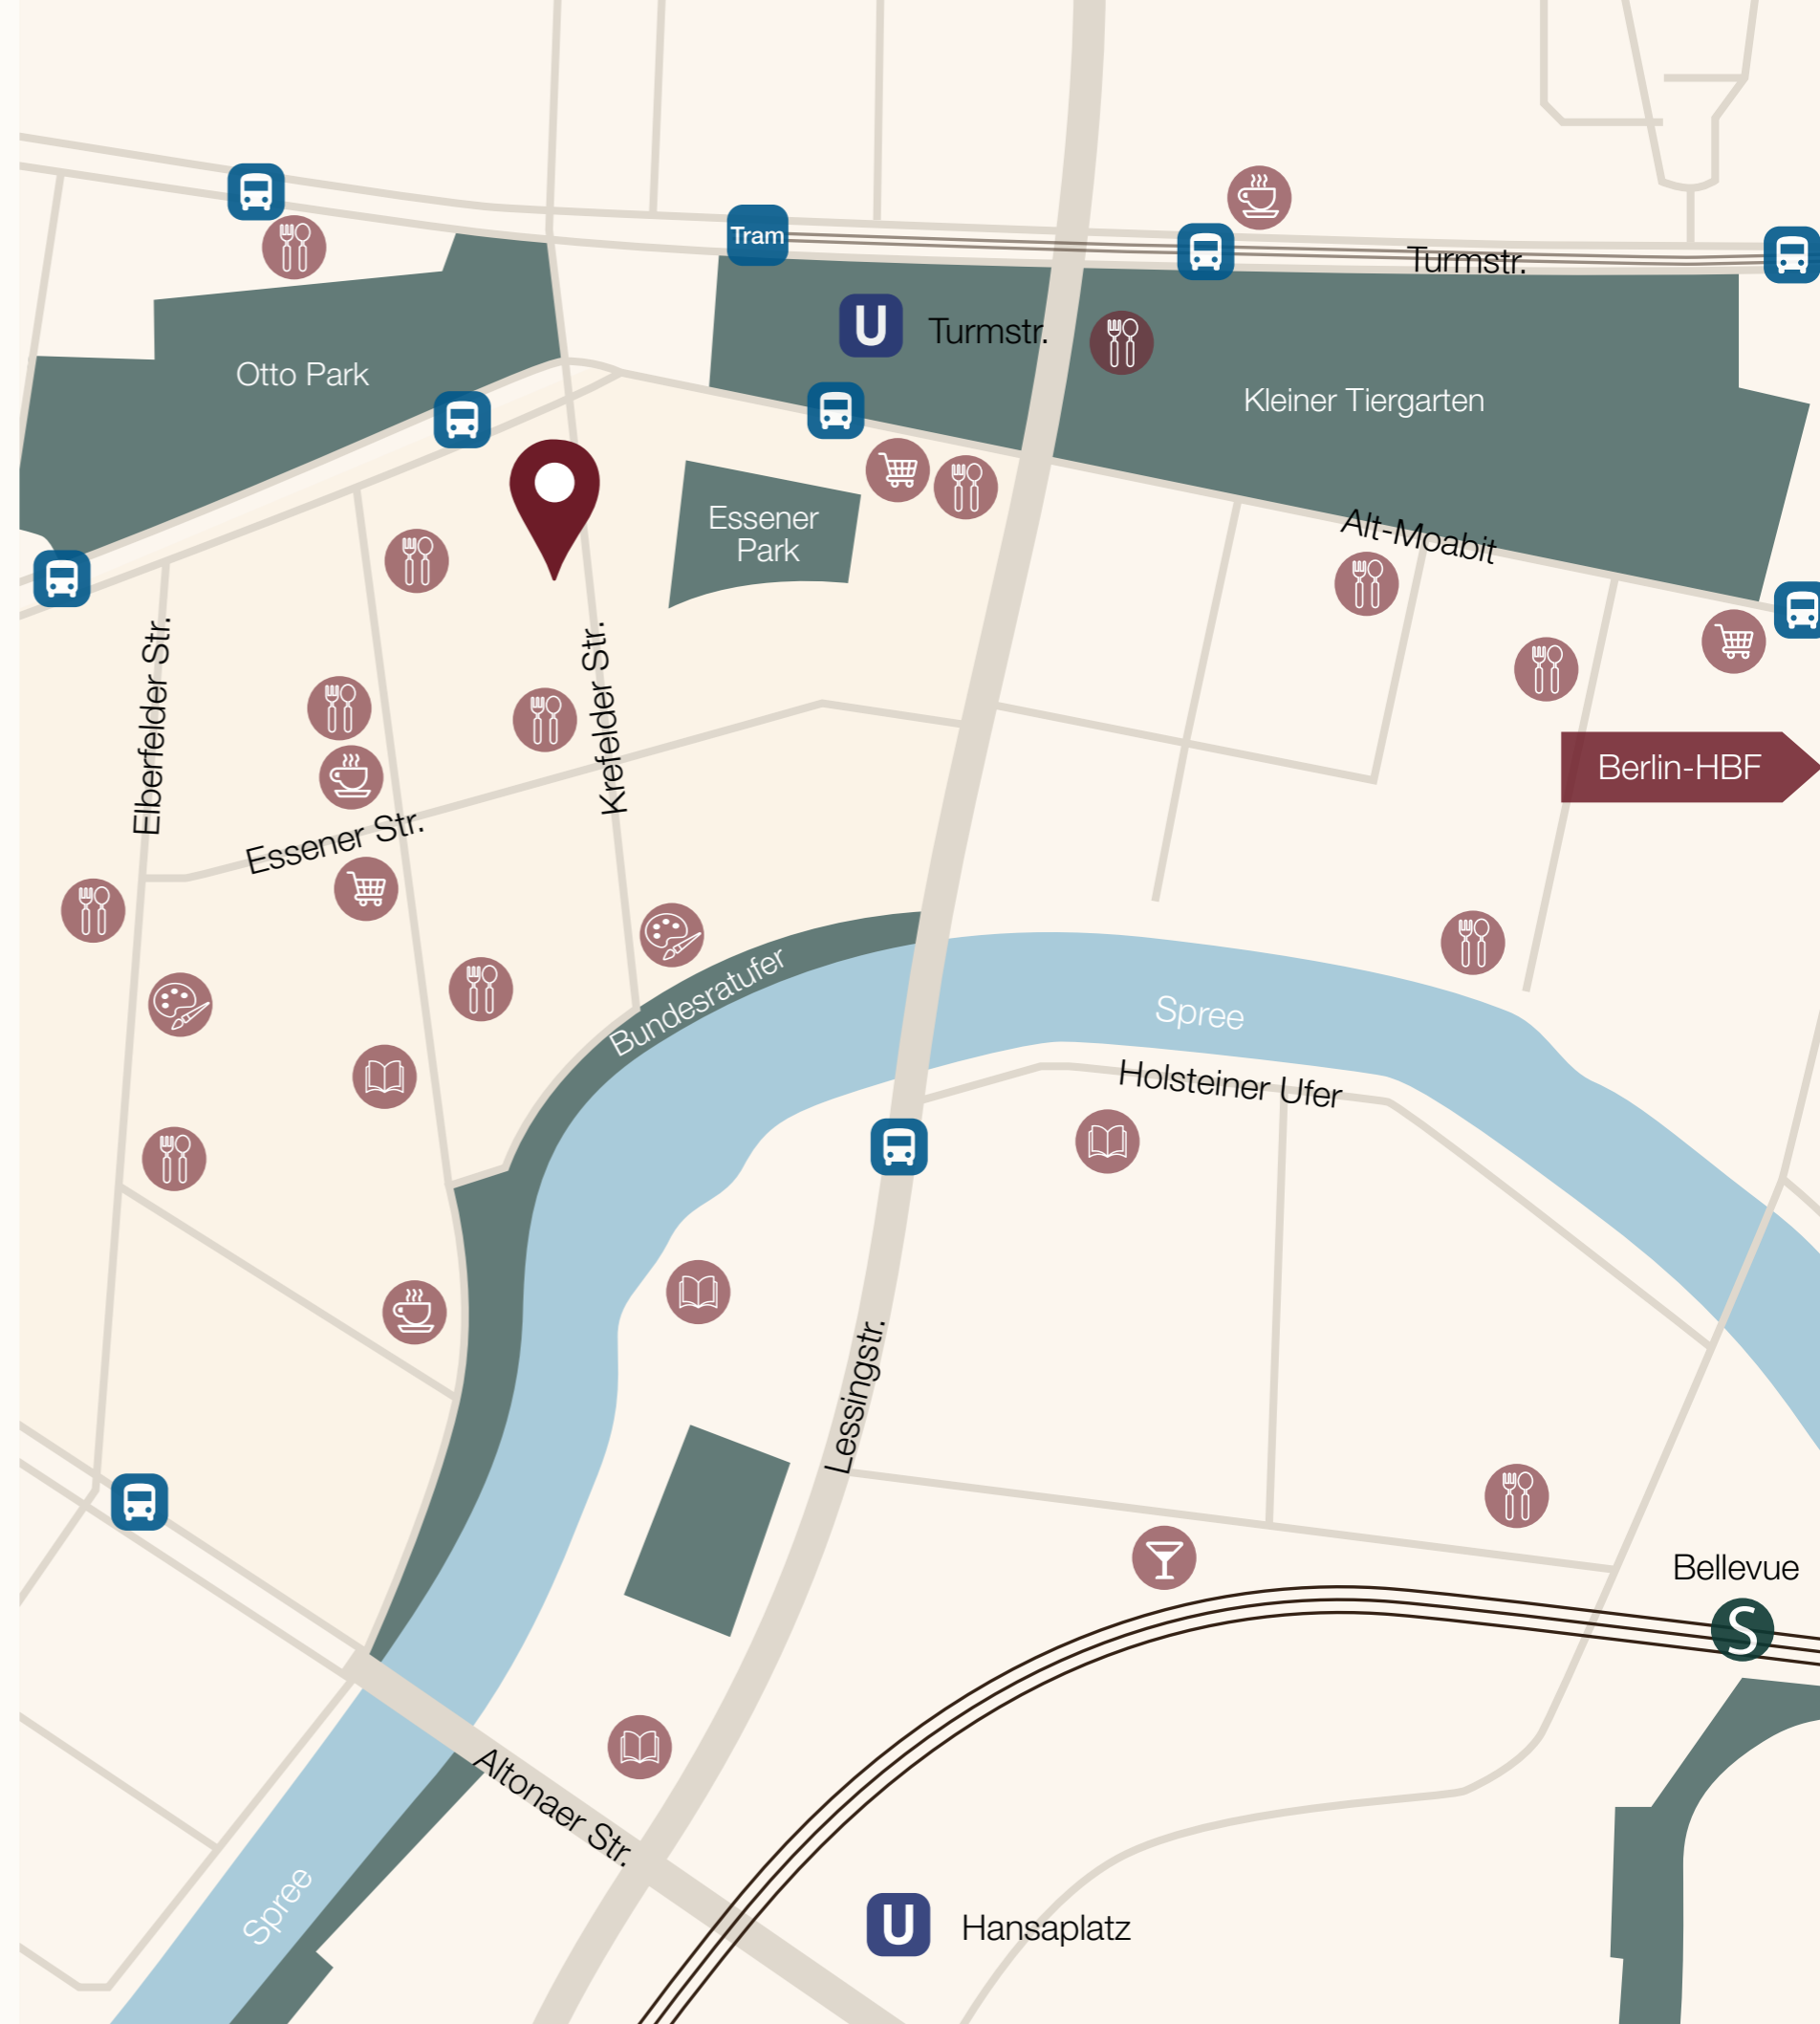 Tram
Turmstr.
U
Turmstr.
Otto Park
Kleiner Tiergarten
Essener
Park
Alt-Moabit
Elberfelder Str.
Krefelder Str.
Berlin-HBF
Essener Str.
Bundesratufer
Spree
Holsteiner Ufer
Lessingstr.
Bellevue
S
Altonaer Str.
Spree
U
Hansaplatz